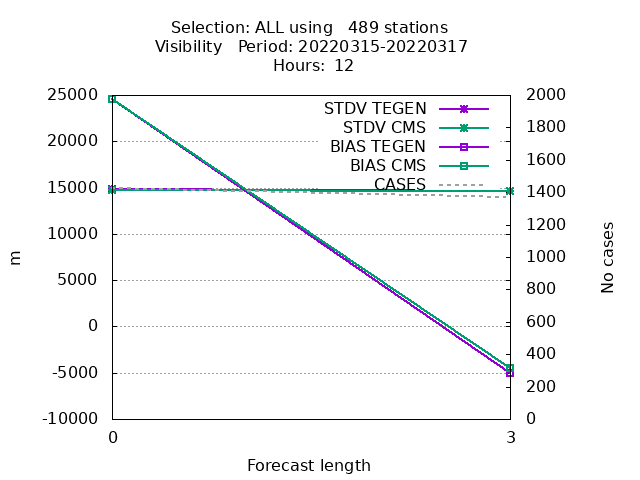 Selection: ALL using   489 stations
Visibility   Period: 20220315-20220317
Hours:  12
25000
20000
15000
10000
5000
0
-5000
-10000
m
STDV TEGEN
STDV CMS
BIAS TEGEN
BIAS CMS
CASES
2000
1800
1600
1400
1200
1000
800
600
400
200
0
No cases
0
3
Forecast length